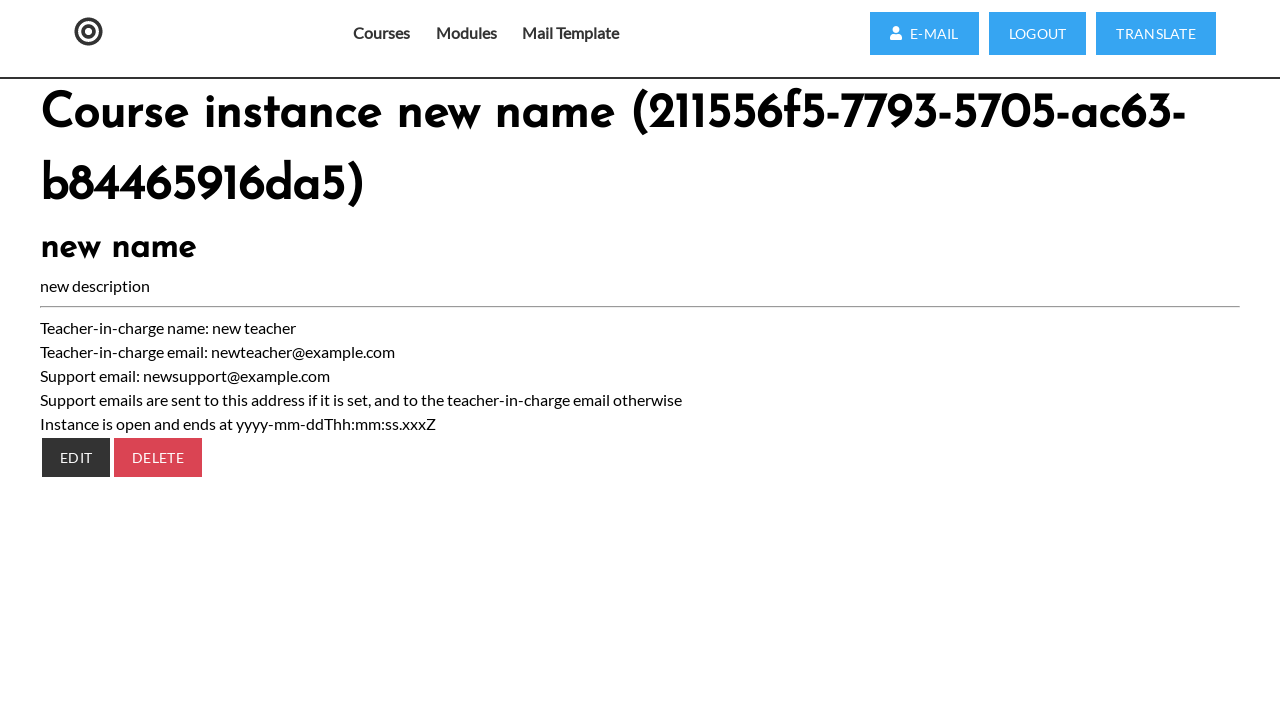 Courses Modules Mail Template E-MAIL LOGOUT TRANSLATE
Course instance new name (211556f5-7793-5705-ac63-
b84465916da5)
new name
new description
Teacher-in-charge name: new teacher
Teacher-in-charge email: newteacher@example.com
Support email: newsupport@example.com
Support emails are sent to this address if it is set, and to the teacher-in-charge email otherwise
Instance is open and ends at yyyy-mm-ddThh:mm:ss.xxxZ
EDIT DELETE